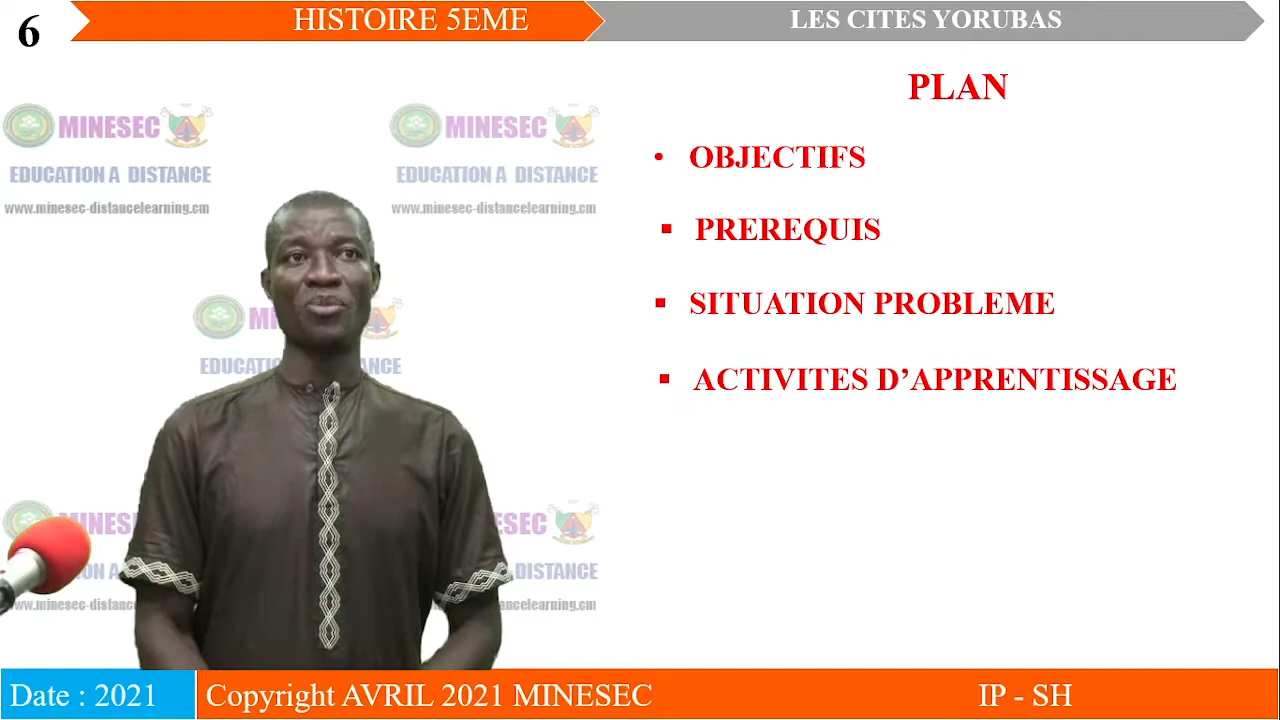 6
HISTOIRE 5EME
LES CITES YORUBAS
PLAN
• OBJECTIFS
▪ PREREQUIS
▪ SITUATION PROBLEME
▪ ACTIVITES D’APPRENTISSAGE
MINESEC
EDUCATION A DISTANCE
www.minesec-distancelearning.cm
MINESEC
EDUCATION A DISTANCE
www.minesec-distancelearning.cm
Date : 2021
Copyright AVRIL 2021 MINESEC
IP - SH